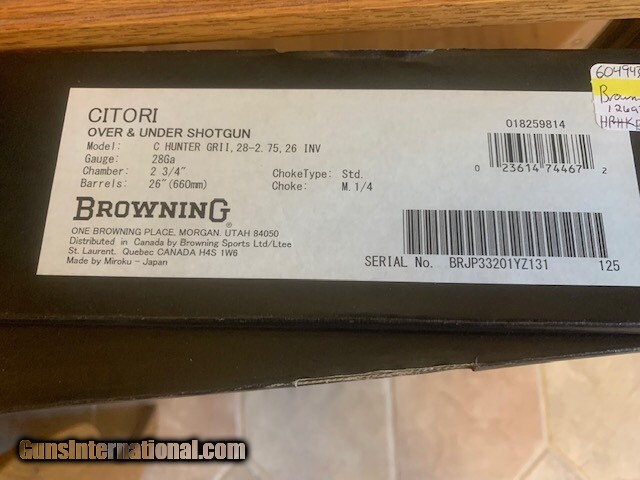 CITORI
OVER & UNDER SHOTGUN
Model: C HUNTER GRII, 28-2.75, 26 INV
Gauge: 28Ga
Chamber: 2 3/4" ChokeType: Std.
Barrels: 26"(660mm) Choke: M.1/4
BROWNING®
ONE BROWNING PLACE, MORGAN, UTAH 84050
Distributed in Canada by Browning Sports Ltd/Ltee
St. Laurent, Quebec CANADA H4S 1W6
Made by Miroku - Japan
018259814
0 23614 74467 2
SERIAL No. BRJP33201YZ131 125
GunsInternational.com